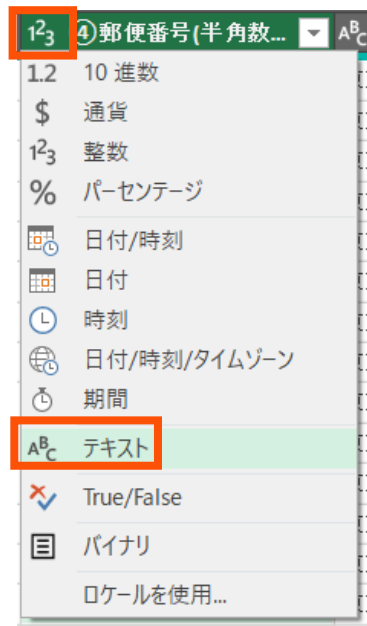 1²3 ④郵便番号(半角数... ABC
1.2 10 進数
$ 通貨
1²3 整数
% パーセンテージ
日付/時刻
日付
時刻
日付/時刻/タイムゾーン
期間
ABC テキスト
True/False
バイナリ
ロケールを使用...